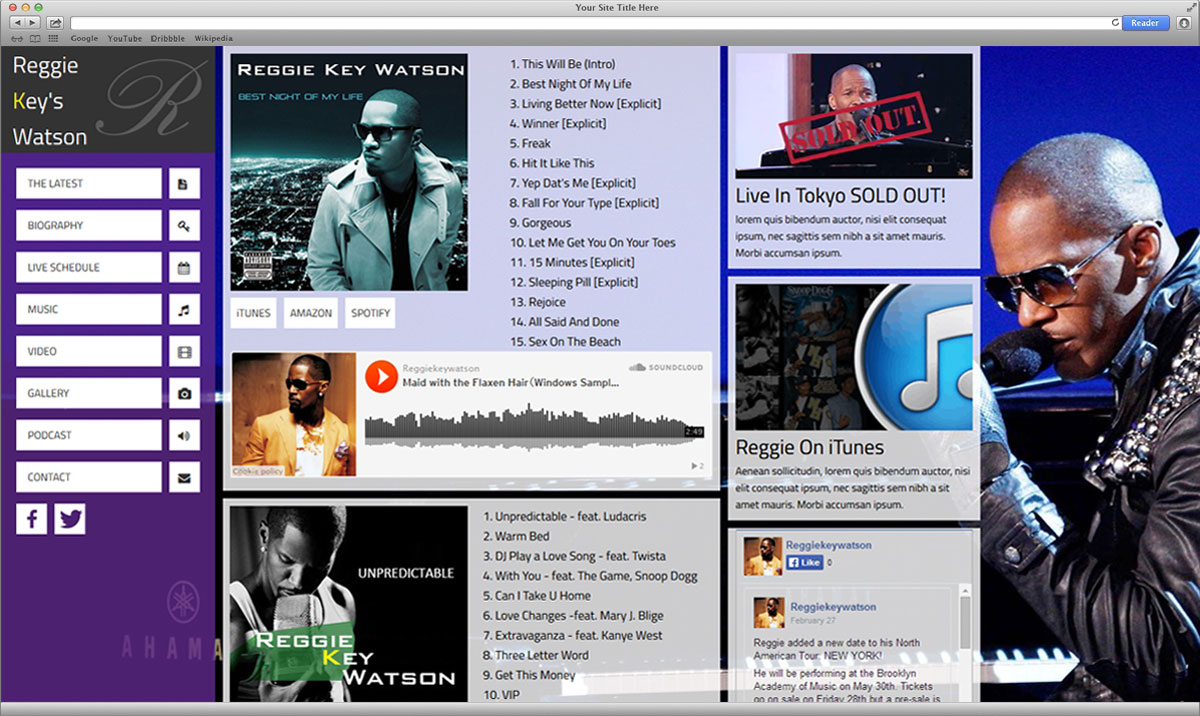 Your Site Title Here
Reader
Google YouTube Dribbble Wikipedia
Reggie
Key's
Watson
R
THE LATEST
BIOGRAPHY
LIVE SCHEDULE
MUSIC
VIDEO
GALLERY
PODCAST
CONTACT
REGGIE KEY WATSON
BEST NIGHT OF MY LIFE
PARENTAL
ADVISORY
EXPLICIT CONTENT
1. This Will Be (Intro)
2. Best Night Of My Life
3. Living Better Now [Explicit]
4. Winner [Explicit]
5. Freak
6. Hit It Like This
7. Yep Dat's Me [Explicit]
8. Fall For Your Type [Explicit]
9. Gorgeous
10. Let Me Get You On Your Toes
11. 15 Minutes [Explicit]
12. Sleeping Pill [Explicit]
13. Rejoice
14. All Said And Done
15. Sex On The Beach
iTUNES
AMAZON
SPOTIFY
Reggiekeywatson
SOUNDCLOUD
Maid with the Flaxen Hair(Windows Sampl...
2:49
Cookie policy
2
UNPREDICTABLE
REGGIE
KEY
WATSON
1. Unpredictable - feat. Ludacris
2. Warm Bed
3. DJ Play a Love Song - feat. Twista
4. With You - feat. The Game, Snoop Dogg
5. Can I Take U Home
6. Love Changes -feat. Mary J. Blige
7. Extravaganza - feat. Kanye West
8. Three Letter Word
9. Get This Money
10. VIP
SOLD OUT
Live In Tokyo SOLD OUT!
lorem quis bibendum auctor, nisi elit consequat
ipsum, nec sagittis sem nibh a sit amet mauris.
Morbi accumsan ipsum.
SNOOP DOGG
Reggie On iTunes
Aenean sollicitudin, lorem quis bibendum auctor, nisi
elit consequat ipsum, nec sagittis sem nibh a sit
amet mauris. Morbi accumsan ipsum.
Reggiekeywatson
Like 0
Reggiekeywatson
February 27
Reggie added a new date to his North
American Tour: NEW YORK!
He will be performing at the Brooklyn
Academy of Music on May 30th. Tickets
go on sale on Friday 28th but a pre-sale is
AHAMA